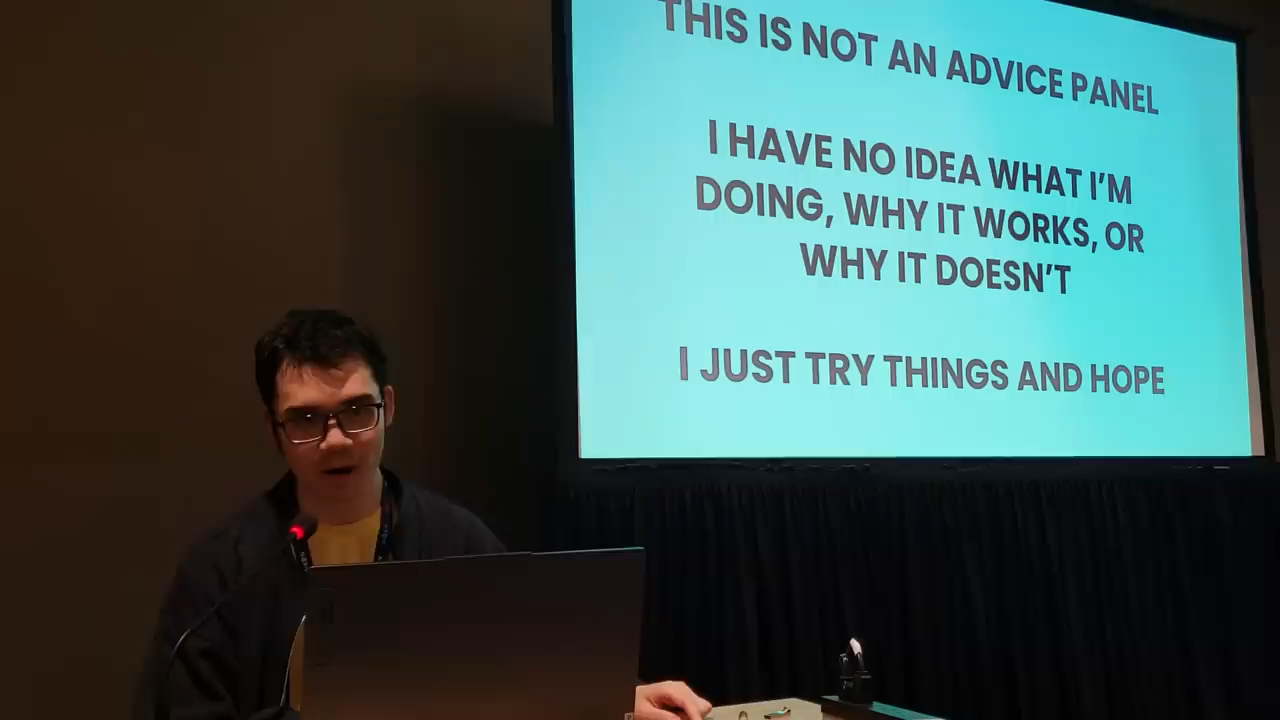 THIS IS NOT AN ADVICE PANEL
I HAVE NO IDEA WHAT I'M
DOING, WHY IT WORKS, OR
WHY IT DOESN'T
I JUST TRY THINGS AND HOPE